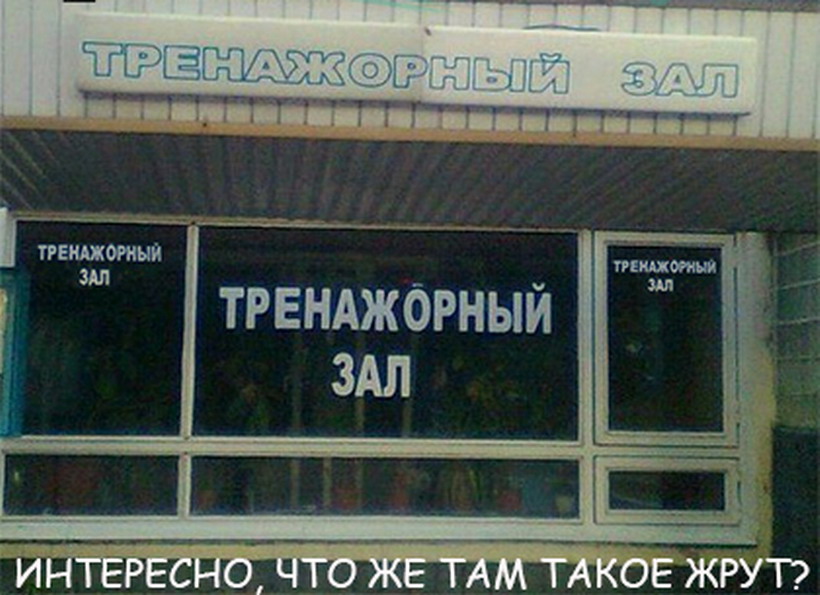 ТРЕНАЖОРНЫЙ ЗАЛ
ТРЕНАЖОРНЫЙ
ЗАЛ
ТРЕНАЖОРНЫЙ
ЗАЛ
ТРЕНАЖОРНЫЙ
ЗАЛ
ИНТЕРЕСНО, ЧТО ЖЕ ТАМ ТАКОЕ ЖРУТ?